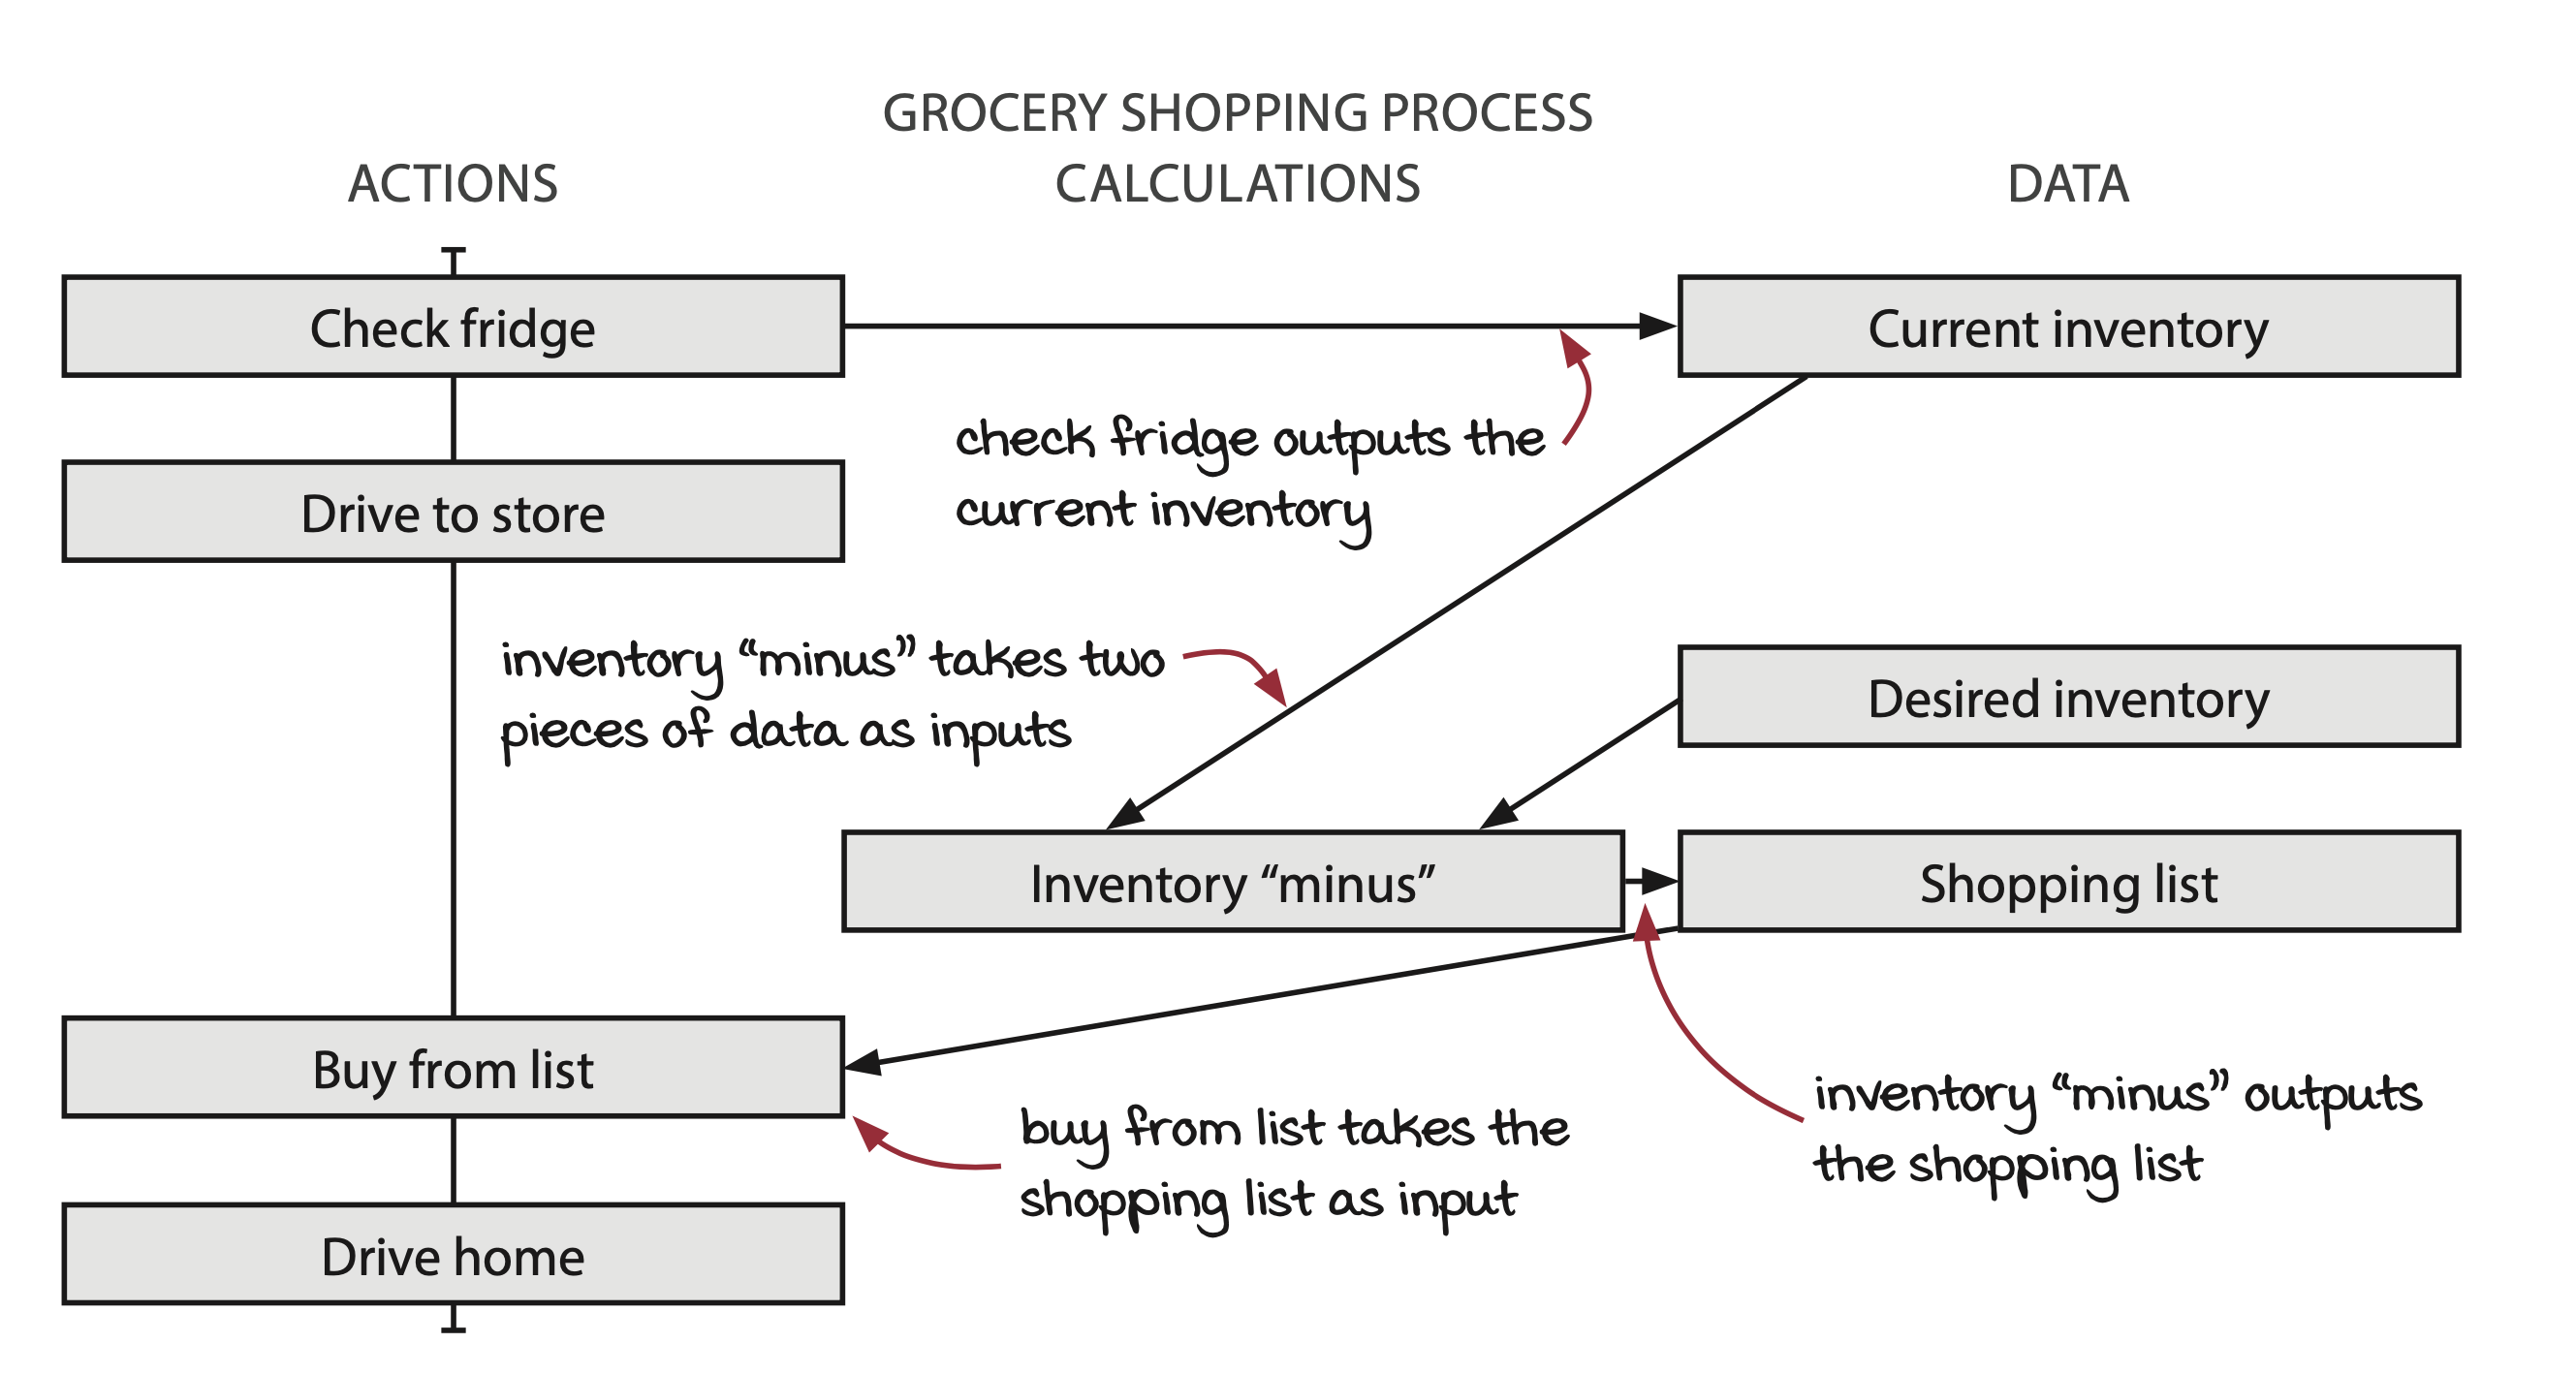 GROCERY SHOPPING PROCESS
ACTIONS
CALCULATIONS
DATA
Check fridge
Current inventory
check fridge outputs the
current inventory
Drive to store
inventory “minus” takes two
pieces of data as inputs
Desired inventory
Inventory “minus”
Shopping list
Buy from list
buy from list takes the
shopping list as input
inventory “minus” outputs
the shopping list
Drive home